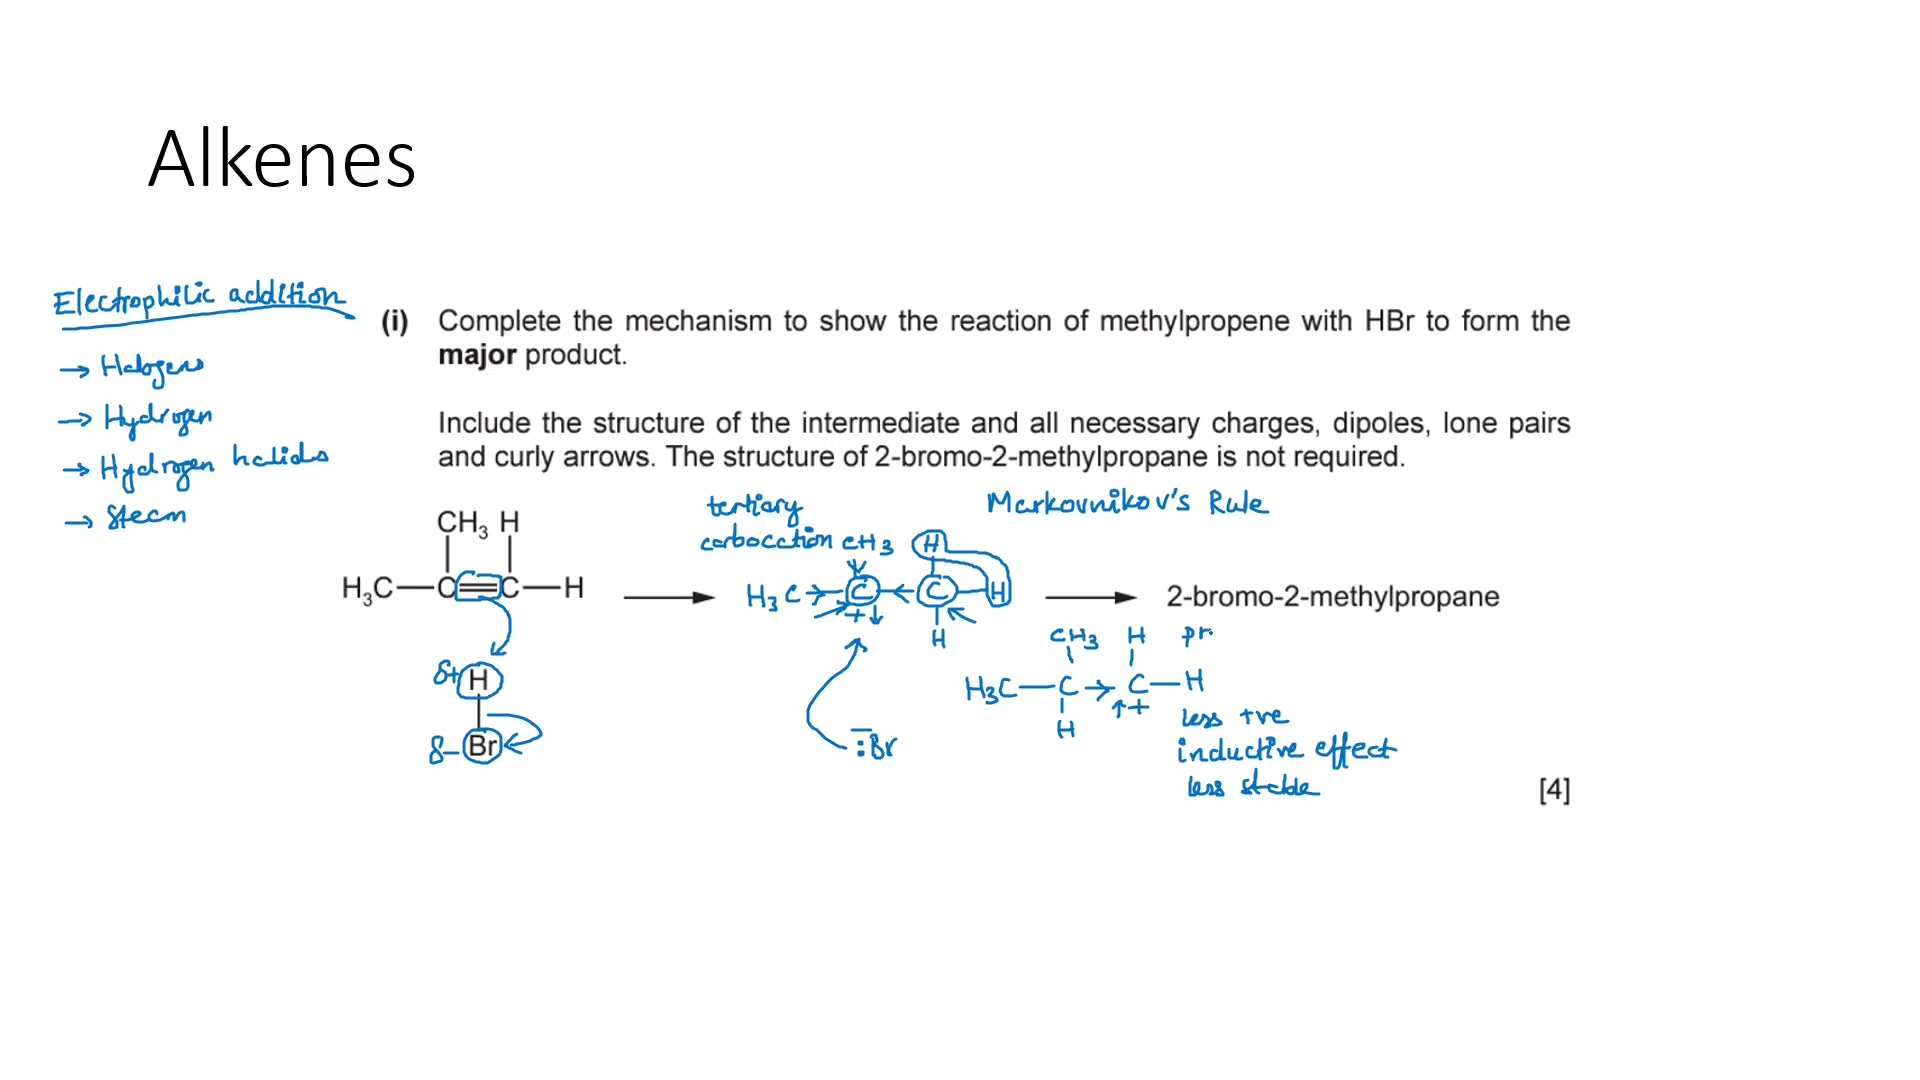 Alkenes
Electrophilic addition
→ Halogens
→ Hydrogen
→ Hydrogen halides
→ Steam
(i) Complete the mechanism to show the reaction of methylpropene with HBr to form the
major product.
Include the structure of the intermediate and all necessary charges, dipoles, lone pairs
and curly arrows. The structure of 2-bromo-2-methylpropane is not required.
CH₃ H
H₃C—C=C—H
δ+ H
δ– Br
tertiary
carbocation
Markovnikov's Rule
CH₃ H
H₃C C C H
+
H
:Br
–
2-bromo-2-methylpropane
CH₃ H pr
H₃C—C→C—H
+
H
less +ve
inductive effect
less stable
[4]